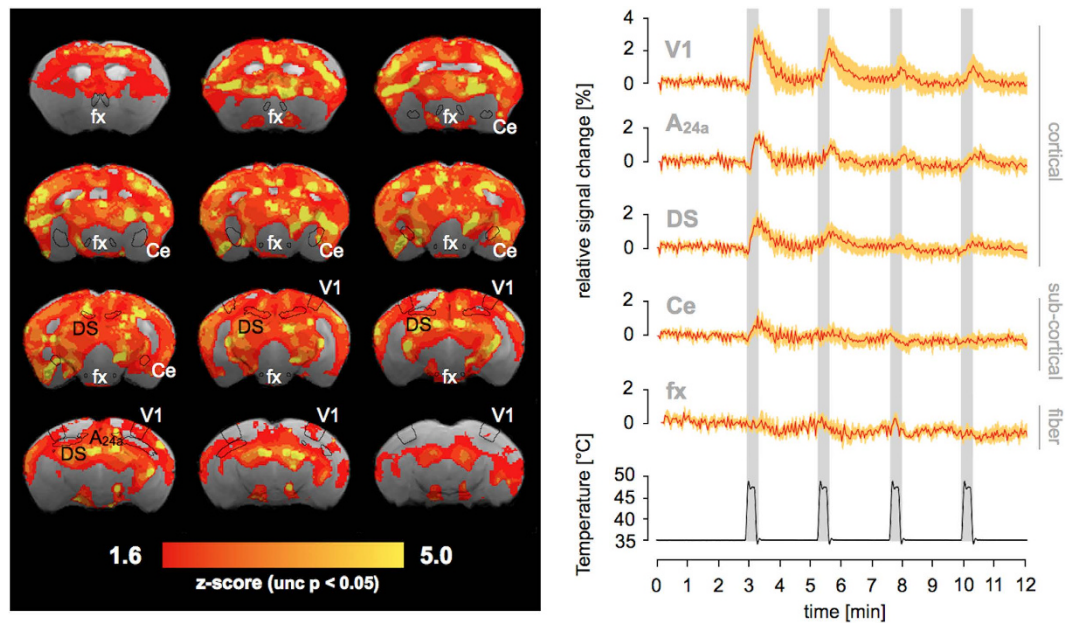 fx
fx
fx
Ce
fx
Ce
fx
Ce
fx
Ce
DS
fx
Ce
V1
DS
V1
DS
fx
V1
A24a
DS
V1
V1
1.6
5.0
z-score (unc p < 0.05)
relative signal change [%]
4
2
0
V1
2
0
A24a
2
0
DS
cortical
2
0
Ce
sub-cortical
2
0
fx
fiber
Temperature [°C]
50
45
40
35
0 1 2 3 4 5 6 7 8 9 10 11 12
time [min]